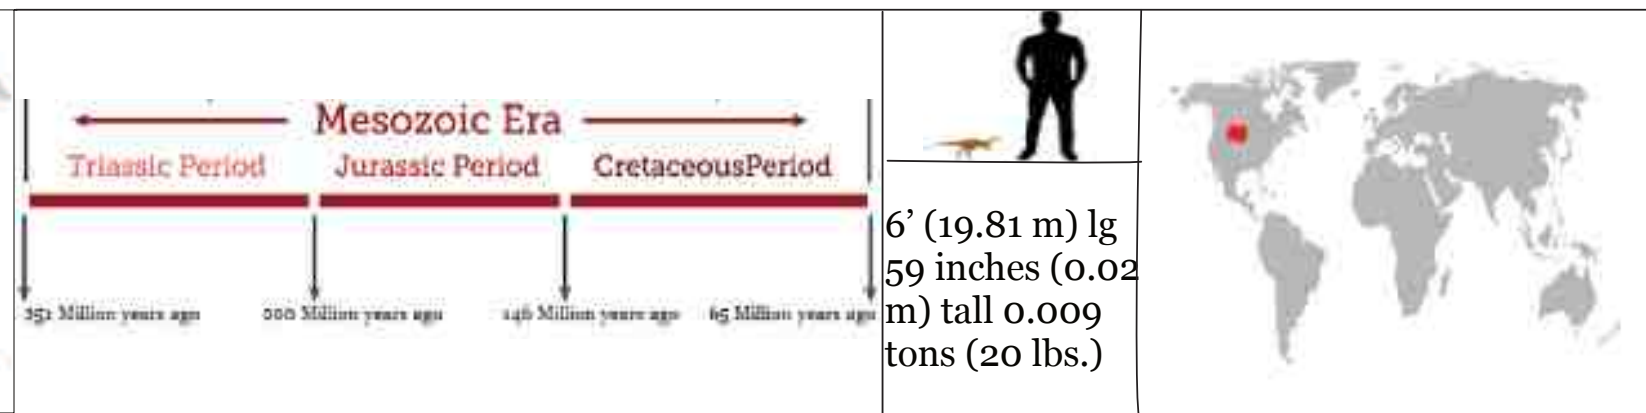 Mesozoic Era
Triassic Period Jurassic Period CretaceousPeriod
251 Million years ago 200 Million years ago 146 Million years ago 65 Million years ago
6’ (19.81 m) lg
59 inches (0.02
m) tall 0.009
tons (20 lbs.)